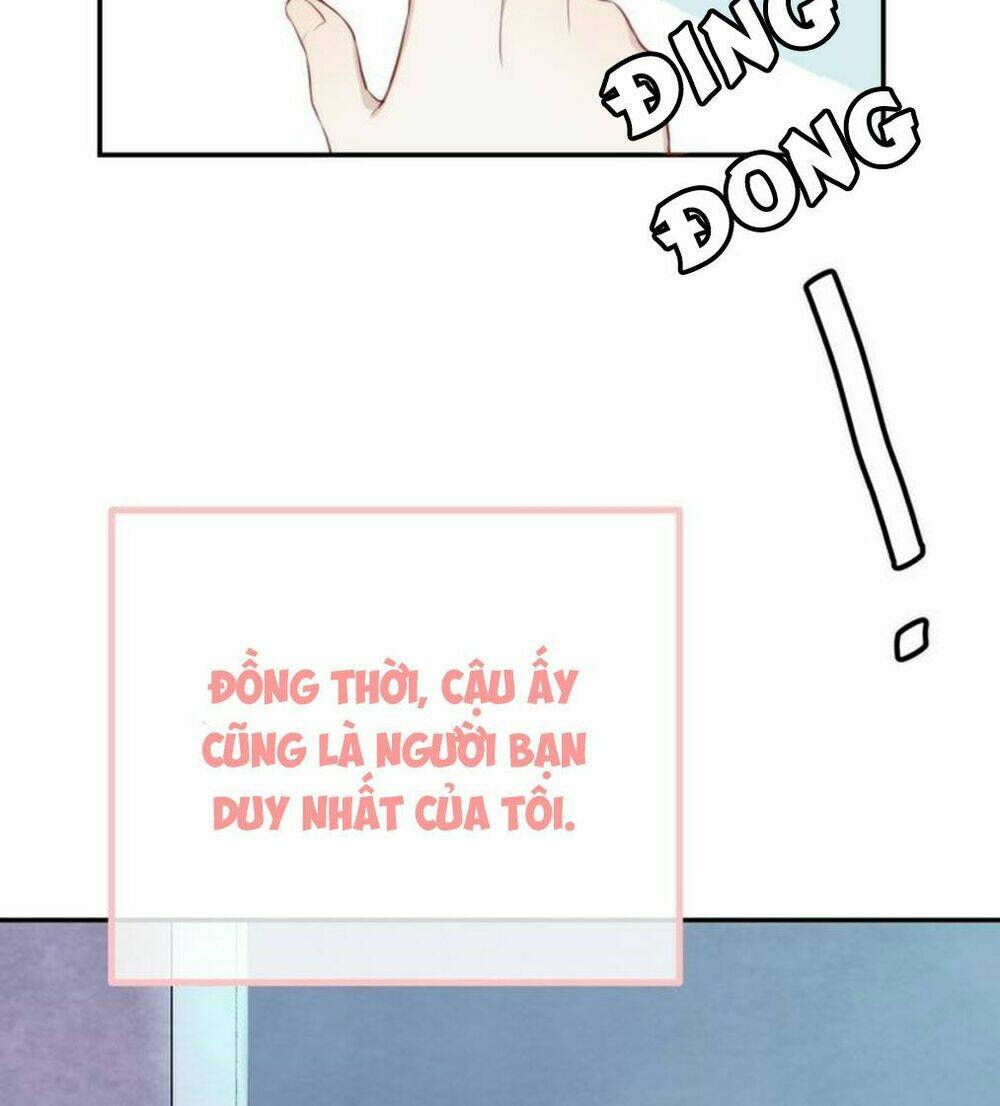 ĐING
ĐONG
ĐỒNG THỜI, CẬU ẤY
CŨNG LÀ NGƯỜI BẠN
DUY NHẤT CỦA TÔI.